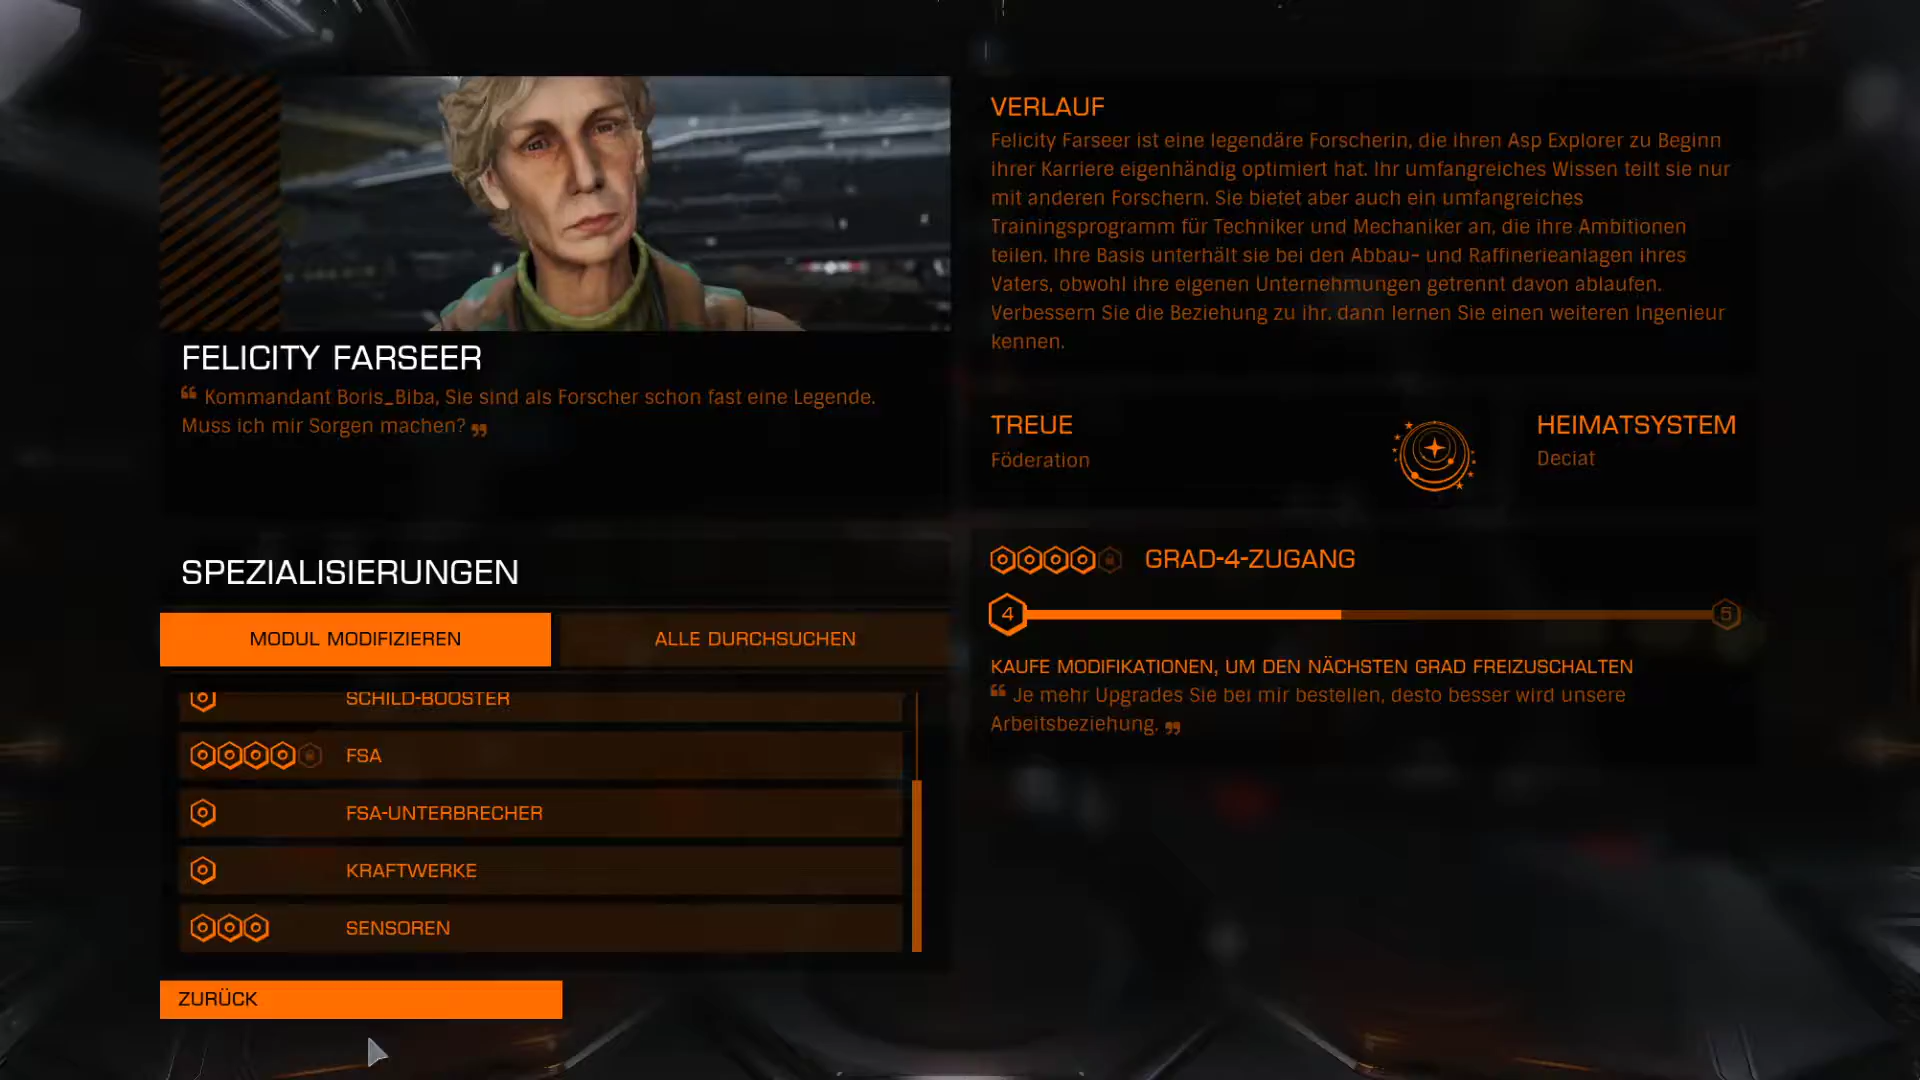 FELICITY FARSEER
“ Kommandant Boris_Biba, Sie sind als Forscher schon fast eine Legende.
Muss ich mir Sorgen machen? ”
SPEZIALISIERUNGEN
MODUL MODIFIZIEREN
ALLE DURCHSUCHEN
SCHILD-BOOSTER
FSA
FSA-UNTERBRECHER
KRAFTWERKE
SENSOREN
ZURÜCK
VERLAUF
Felicity Farseer ist eine legendäre Forscherin, die ihren Asp Explorer zu Beginn
ihrer Karriere eigenhändig optimiert hat. Ihr umfangreiches Wissen teilt sie nur
mit anderen Forschern. Sie bietet aber auch ein umfangreiches
Trainingsprogramm für Techniker und Mechaniker an, die ihre Ambitionen
teilen. Ihre Basis unterhält sie bei den Abbau- und Raffinerieanlagen ihres
Vaters, obwohl ihre eigenen Unternehmungen getrennt davon ablaufen.
Verbessern Sie die Beziehung zu ihr, dann lernen Sie einen weiteren Ingenieur
kennen.
TREUE
Föderation
HEIMATSYSTEM
Deciat
GRAD-4-ZUGANG
4
5
KAUFE MODIFIKATIONEN, UM DEN NÄCHSTEN GRAD FREIZUSCHALTEN
“ Je mehr Upgrades Sie bei mir bestellen, desto besser wird unsere
Arbeitsbeziehung. ”